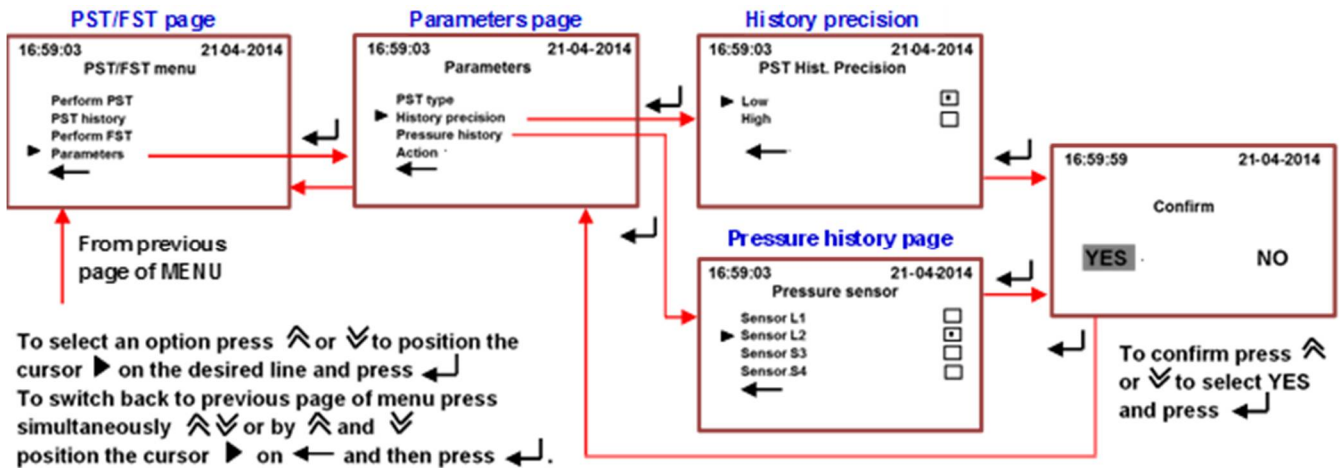 PST/FST page
16:59:03 21-04-2014
PST/FST menu
Perform PST
PST history
Perform FST
Parameters
From previous
page of MENU
Parameters page
16:59:03 21-04-2014
Parameters
PST type
History precision
Pressure history
Action
History precision
16:59:03 21-04-2014
PST Hist. Precision
Low
High
Pressure history page
16:59:03 21-04-2014
Pressure sensor
Sensor L1
Sensor L2
Sensor S3
Sensor.S4
16:59:59 21-04-2014
Confirm
YES NO
To confirm press
or to select YES
and press
To select an option press or to position the
cursor on the desired line and press
To switch back to previous page of menu press
simultaneously or by and
position the cursor on and then press .